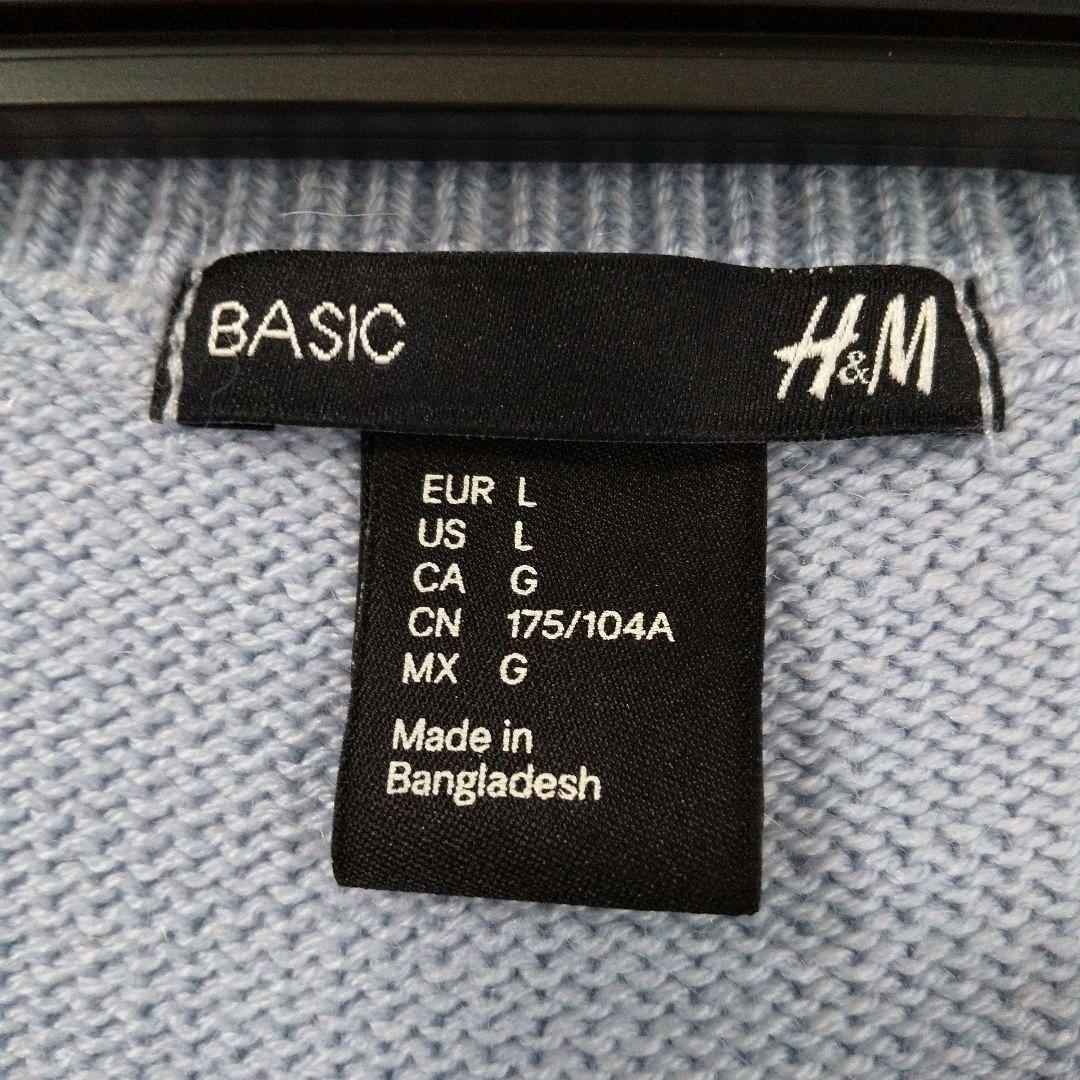 BASIC H&M
EUR L
US L
CA G
CN 175/104A
MX G
Made in
Bangladesh